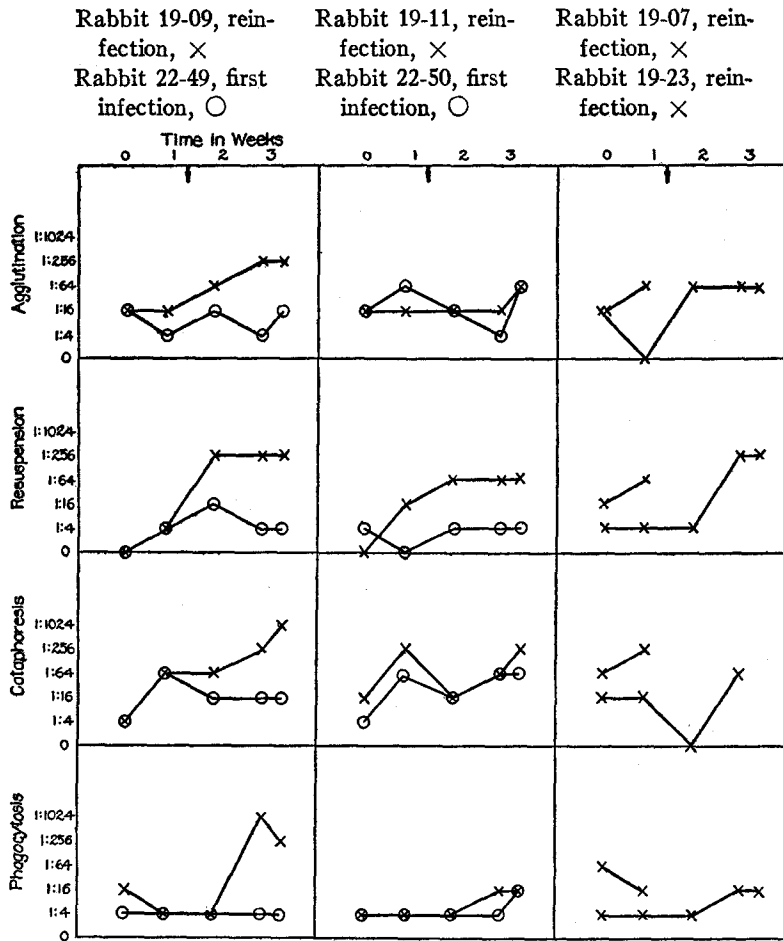 Rabbit 19-09, rein-
fection, ×
Rabbit 22-49, first
infection, ○
Rabbit 19-11, rein-
fection, ×
Rabbit 22-50, first
infection, ○
Rabbit 19-07, rein-
fection, ×
Rabbit 19-23, rein-
fection, ×
Time in Weeks
0 1 2 3
0 1 2 3
0 1 2 3
Agglutination
1:1024
1:256
1:64
1:16
1:4
0
Resuspension
1:1024
1:256
1:64
1:16
1:4
0
Cataphoresis
1:1024
1:256
1:64
1:16
1:4
0
Phagocytosis
1:1024
1:256
1:64
1:16
1:4
0